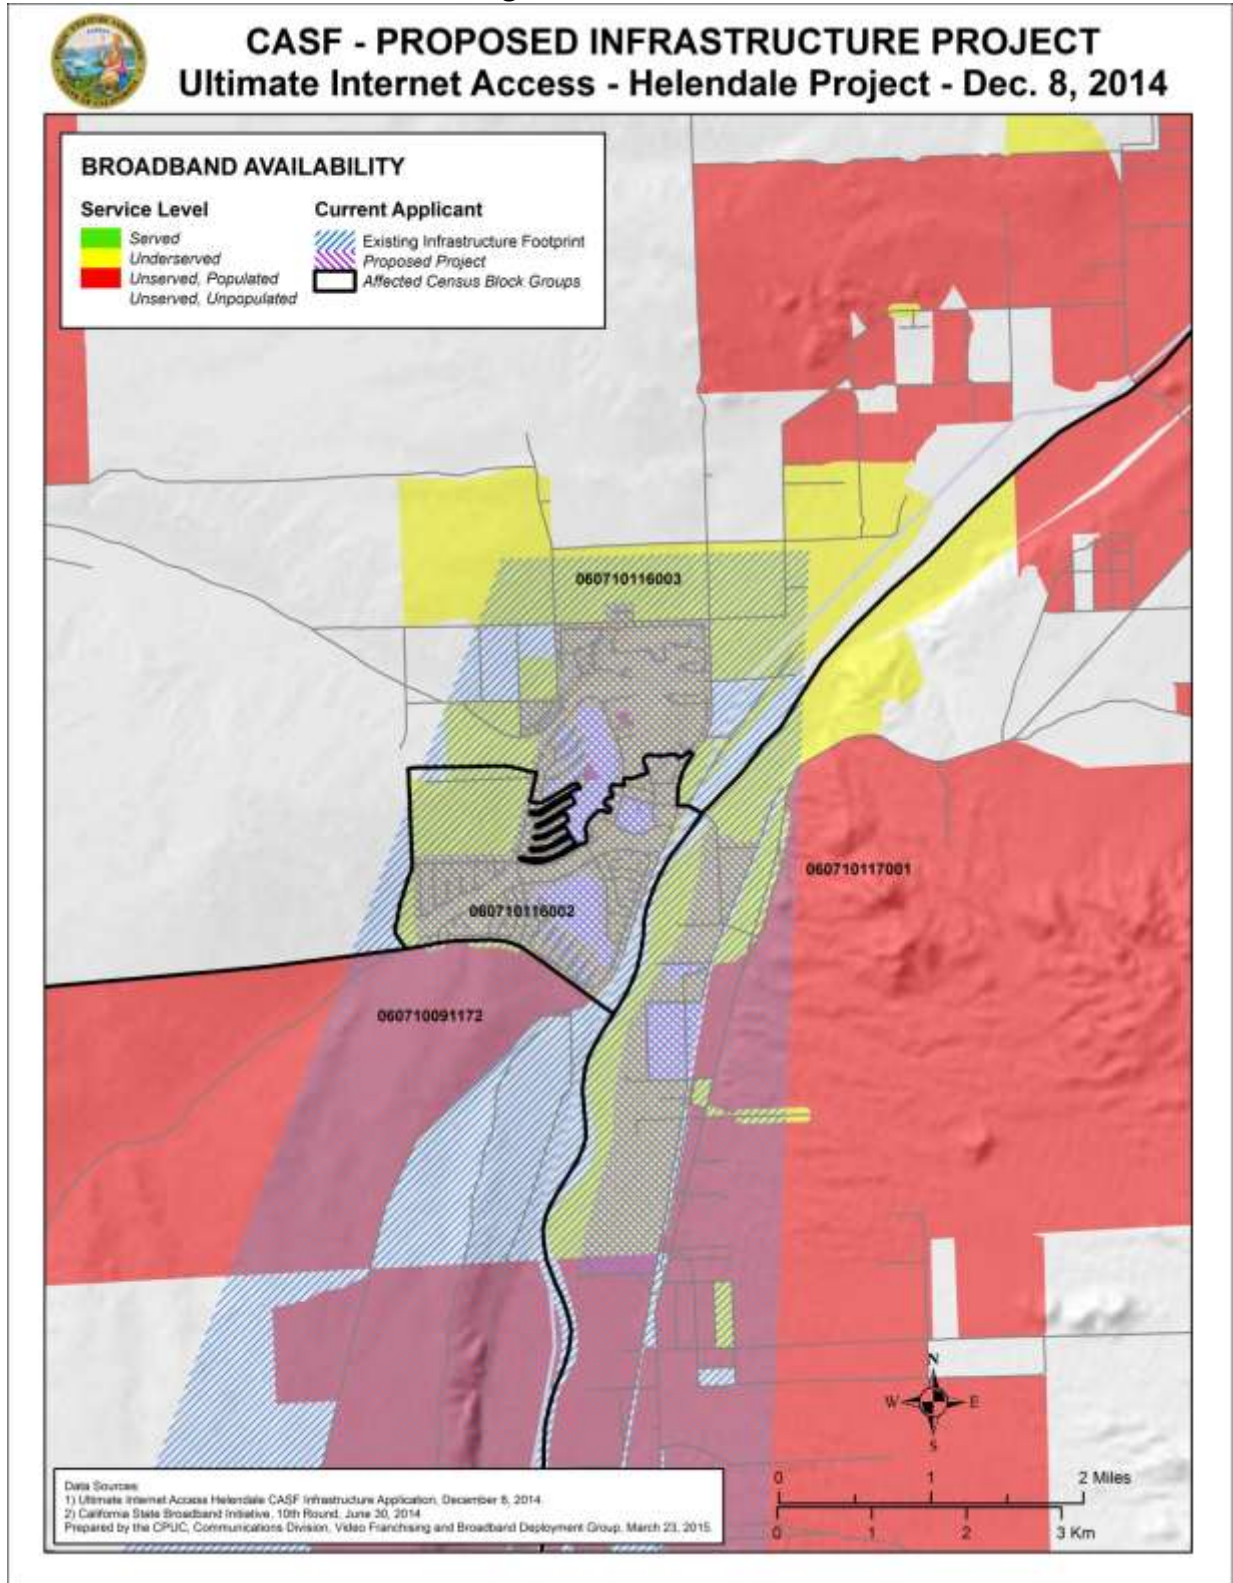 CASF - PROPOSED INFRASTRUCTURE PROJECT
Ultimate Internet Access - Helendale Project - Dec. 8, 2014
BROADBAND AVAILABILITY
Service Level
Served
Underserved
Unserved, Populated
Unserved, Unpopulated
Current Applicant
Existing Infrastructure Footprint
Proposed Project
Affected Census Block Groups
060710116003
060710117001
060710116002
060710091172
N
W E
S
0 1 2 Miles
0 1 2 3 Km
Data Sources
1) Ultimate Internet Access Helendale CASF Infrastructure Application, December 8, 2014.
2) California State Broadband Initiative, 10th Round, June 30, 2014
Prepared by the CPUC, Communications Division, Video Franchising and Broadband Deployment Group. March 23, 2015.